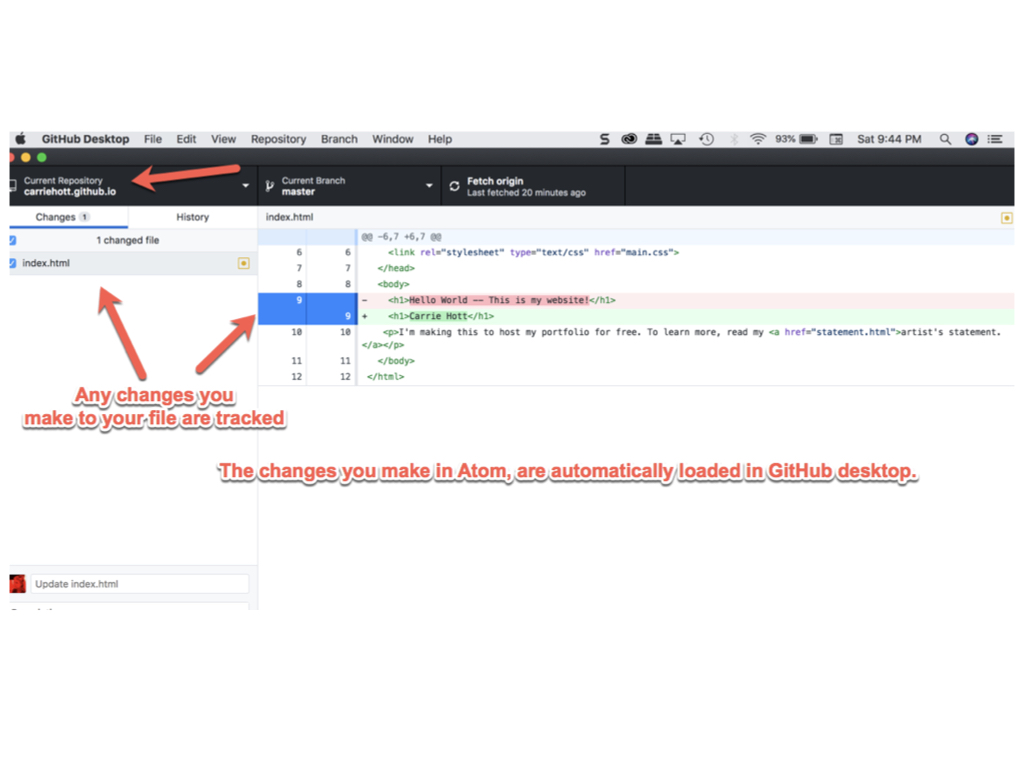 GitHub Desktop File Edit View Repository Branch Window Help 93% Sat 9:44 PM
Current Repository
carriehott.github.io
Current Branch
master
Fetch origin
Last fetched 20 minutes ago
Changes 1 History
index.html
1 changed file
index.html
@@ -6,7 +6,7 @@
6 6 <link rel="stylesheet" type="text/css" href="main.css">
7 7 </head>
8 8 <body>
9 - <h1>Hello World -- This is my website!</h1>
9 + <h1>Carrie Hott</h1>
10 10 <p>I'm making this to host my portfolio for free. To learn more, read my <a href="statement.html">artist's statement.
</a></p>
11 11 </body>
12 12 </html>
Any changes you
make to your file are tracked
The changes you make in Atom, are automatically loaded in GitHub desktop.
Update index.html